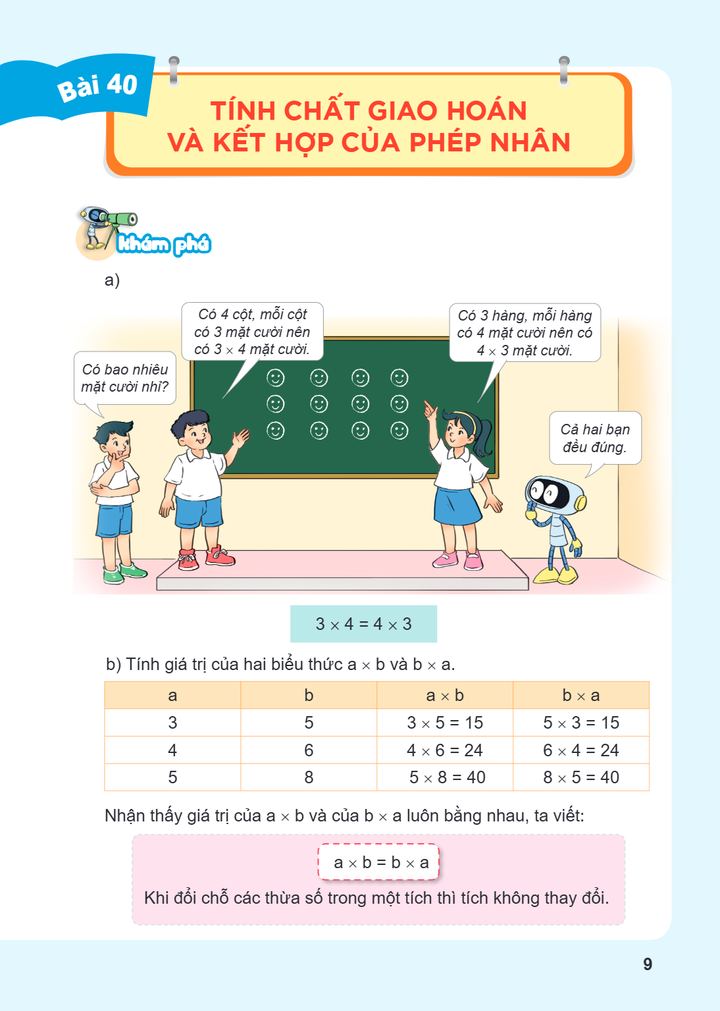 Bài 40
TÍNH CHẤT GIAO HOÁN
VÀ KẾT HỢP CỦA PHÉP NHÂN
khám phá
a)
Có bao nhiêu
mặt cười nhỉ?
Có 4 cột, mỗi cột
có 3 mặt cười nên
có 3 × 4 mặt cười.
Có 3 hàng, mỗi hàng
có 4 mặt cười nên có
4 × 3 mặt cười.
Cả hai bạn
đều đúng.
3 × 4 = 4 × 3
b) Tính giá trị của hai biểu thức a × b và b × a.
a b a × b b × a
3 5 3 × 5 = 15 5 × 3 = 15
4 6 4 × 6 = 24 6 × 4 = 24
5 8 5 × 8 = 40 8 × 5 = 40
Nhận thấy giá trị của a × b và của b × a luôn bằng nhau, ta viết:
a × b = b × a
Khi đổi chỗ các thừa số trong một tích thì tích không thay đổi.
9